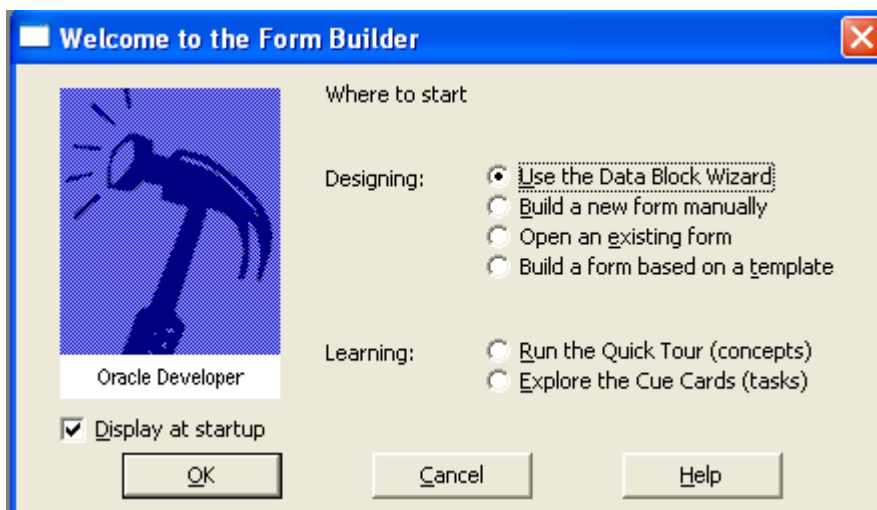 Welcome to the Form Builder
Where to start
Designing:
Use the Data Block Wizard
Build a new form manually
Open an existing form
Build a form based on a template
Learning:
Run the Quick Tour (concepts)
Explore the Cue Cards (tasks)
Oracle Developer
Display at startup
OK Cancel Help